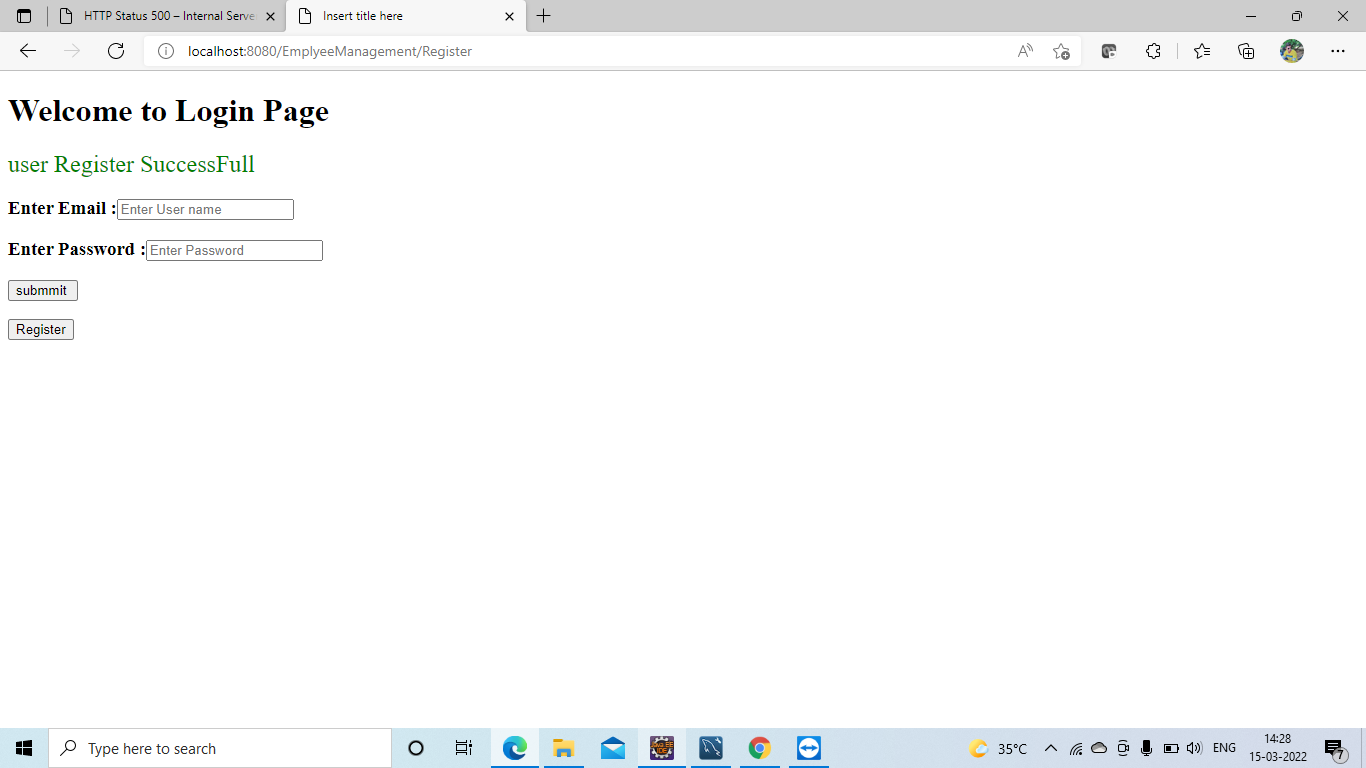 HTTP Status 500 – Internal Serve
Insert title here
localhost:8080/EmplyeeManagement/Register
Welcome to Login Page
user Register SuccessFull
Enter Email :Enter User name
Enter Password :Enter Password
submmit
Register
Type here to search
35°C
ENG
14:28
15-03-2022
7